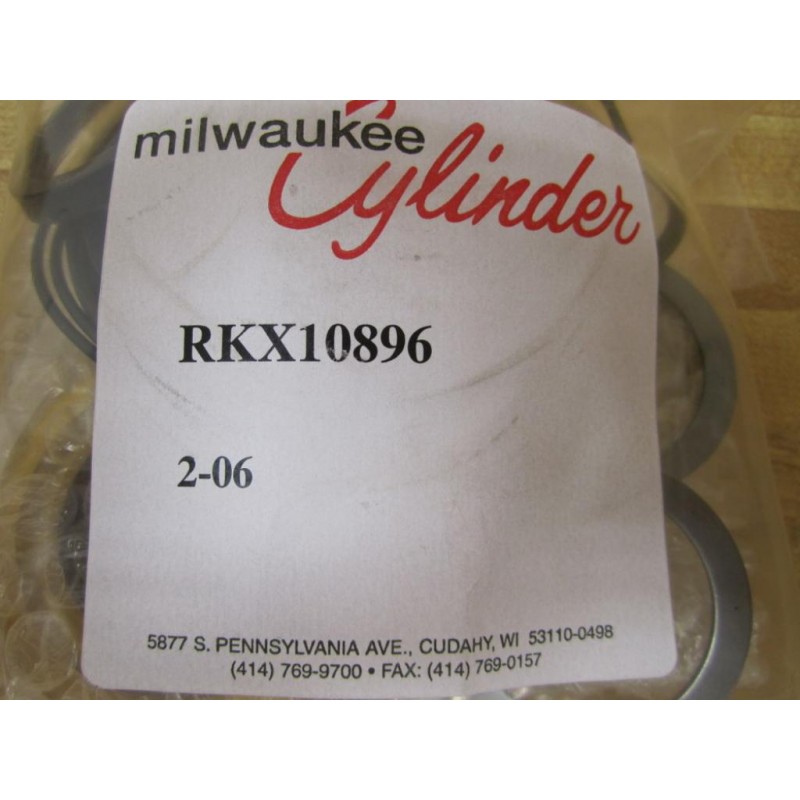 milwaukee
Cylinder
RKX10896
2-06
5877 S. PENNSYLVANIA AVE., CUDAHY, WI 53110-0498
(414) 769-9700 • FAX: (414) 769-0157